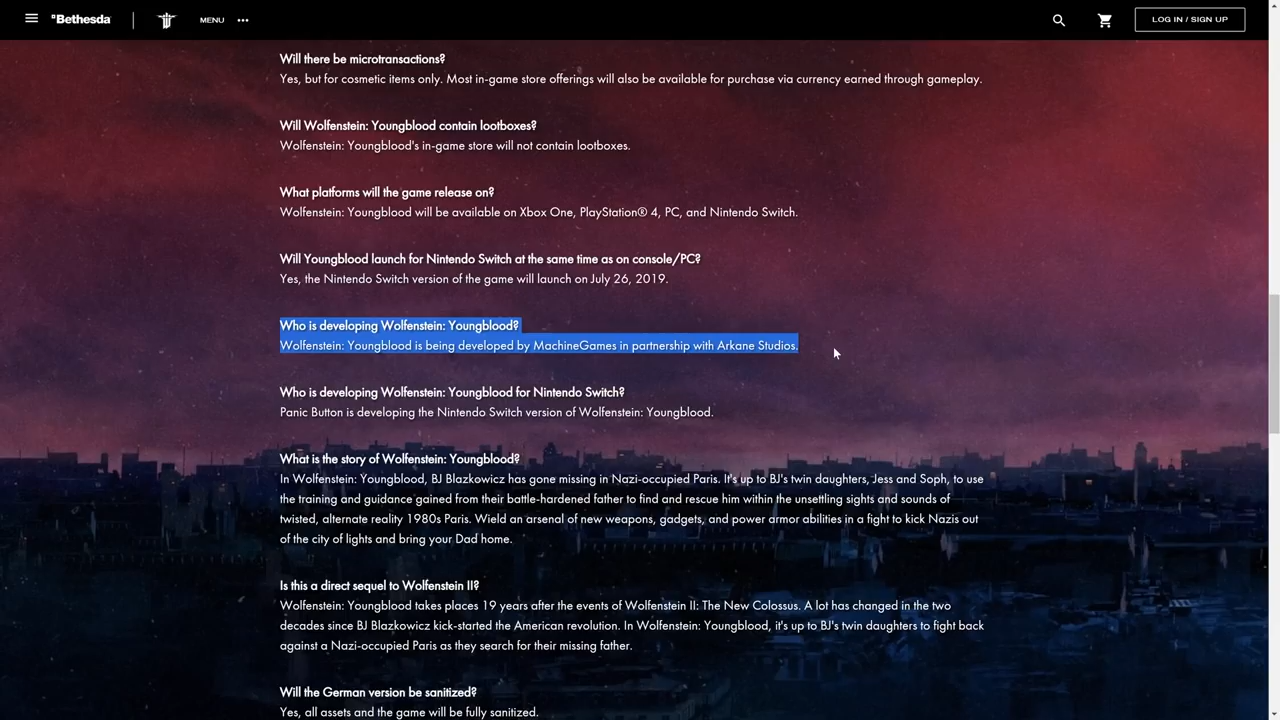 Bethesda
MENU
LOG IN / SIGN UP
Will there be microtransactions?
Yes, but for cosmetic items only. Most in-game store offerings will also be available for purchase via currency earned through gameplay.
Will Wolfenstein: Youngblood contain lootboxes?
Wolfenstein: Youngblood's in-game store will not contain lootboxes.
What platforms will the game release on?
Wolfenstein: Youngblood will be available on Xbox One, PlayStation® 4, PC, and Nintendo Switch.
Will Youngblood launch for Nintendo Switch at the same time as on console/PC?
Yes, the Nintendo Switch version of the game will launch on July 26, 2019.
Who is developing Wolfenstein: Youngblood?
Wolfenstein: Youngblood is being developed by MachineGames in partnership with Arkane Studios.
Who is developing Wolfenstein: Youngblood for Nintendo Switch?
Panic Button is developing the Nintendo Switch version of Wolfenstein: Youngblood.
What is the story of Wolfenstein: Youngblood?
In Wolfenstein: Youngblood, BJ Blazkowicz has gone missing in Nazi-occupied Paris. It's up to BJ's twin daughters, Jess and Soph, to use
the training and guidance gained from their battle-hardened father to find and rescue him within the unsettling sights and sounds of
twisted, alternate reality 1980s Paris. Wield an arsenal of new weapons, gadgets, and power armor abilities in a fight to kick Nazis out
of the city of lights and bring your Dad home.
Is this a direct sequel to Wolfenstein II?
Wolfenstein: Youngblood takes places 19 years after the events of Wolfenstein II: The New Colossus. A lot has changed in the two
decades since BJ Blazkowicz kick-started the American revolution. In Wolfenstein: Youngblood, it's up to BJ's twin daughters to fight back
against a Nazi-occupied Paris as they search for their missing father.
Will the German version be sanitized?
Yes, all assets and the game will be fully sanitized.